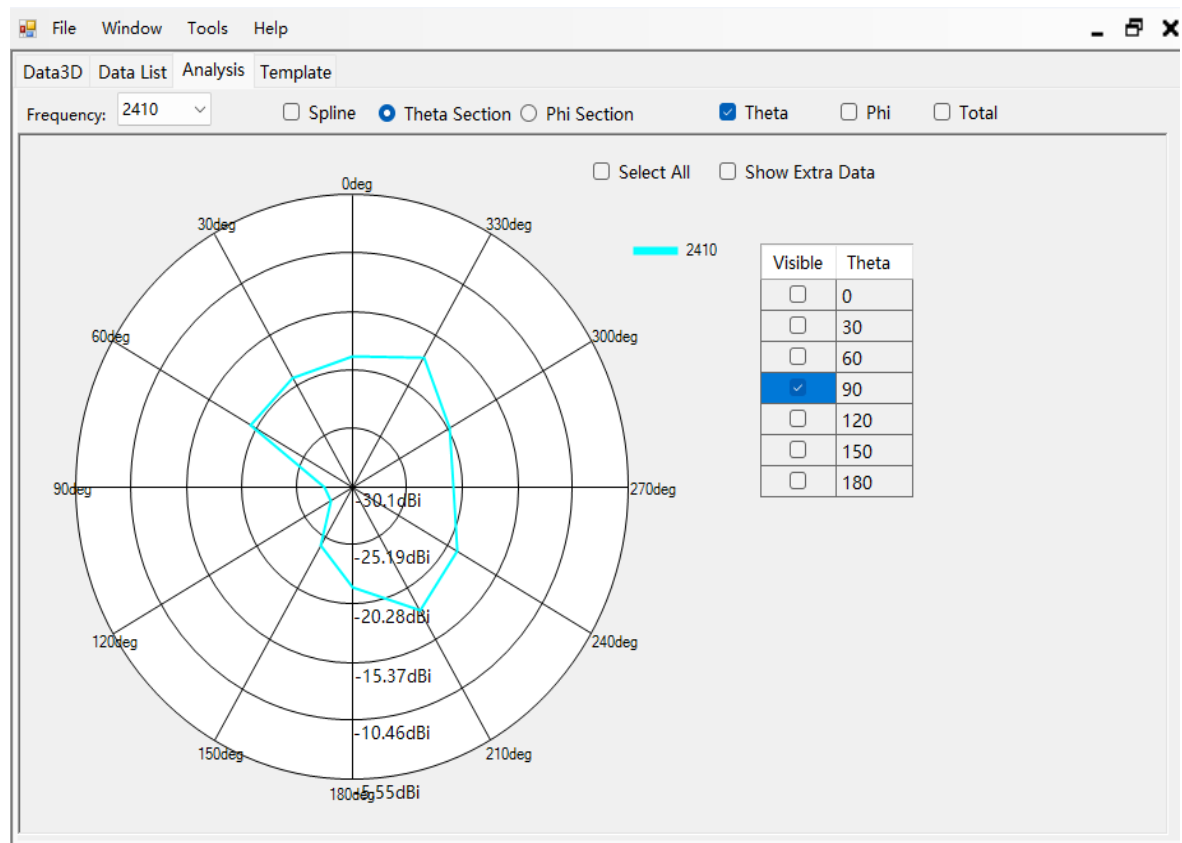 File Window Tools Help
Data3D Data List Analysis Template
Frequency: 2410 Spline Theta Section Phi Section Theta Phi Total
Select All Show Extra Data
0deg
30deg 330deg
2410
Visible Theta
0
30
60deg 300deg
60
90
120
150
180
90deg 270deg
-30.1dBi
-25.19dBi
-20.28dBi
120deg 240deg
-15.37dBi
-10.46dBi
150deg 210deg
180deg -5.55dBi